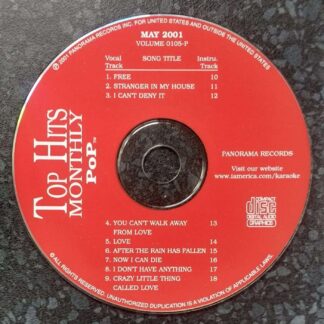 © 2001 PANORAMA RECORDS INC. FOR UNITED STATES AND OUTSIDE THE UNITED STATES
MAY 2001
VOLUME 0105-P
Vocal Track SONG TITLE Instru. Track
1. FREE 10
2. STRANGER IN MY HOUSE 11
3. I CAN'T DENY IT 12
TOP HITS
MONTHLY
POP™
PANORAMA RECORDS
Visit our website
www.iamerica.com/karaoke
COMPACT
disc
DIGITAL AUDIO
GRAPHICS
4. YOU CAN'T WALK AWAY 13
FROM LOVE
5. LOVE 14
6. AFTER THE RAIN HAS FALLEN 15
7. NOW I CAN DIE 16
8. I DON'T HAVE ANYTHING 17
9. CRAZY LITTLE THING 18
CALLED LOVE
© ALL RIGHTS RESERVED. UNAUTHORIZED DUPLICATION IS A VIOLATION OF APPLICABLE LAWS.